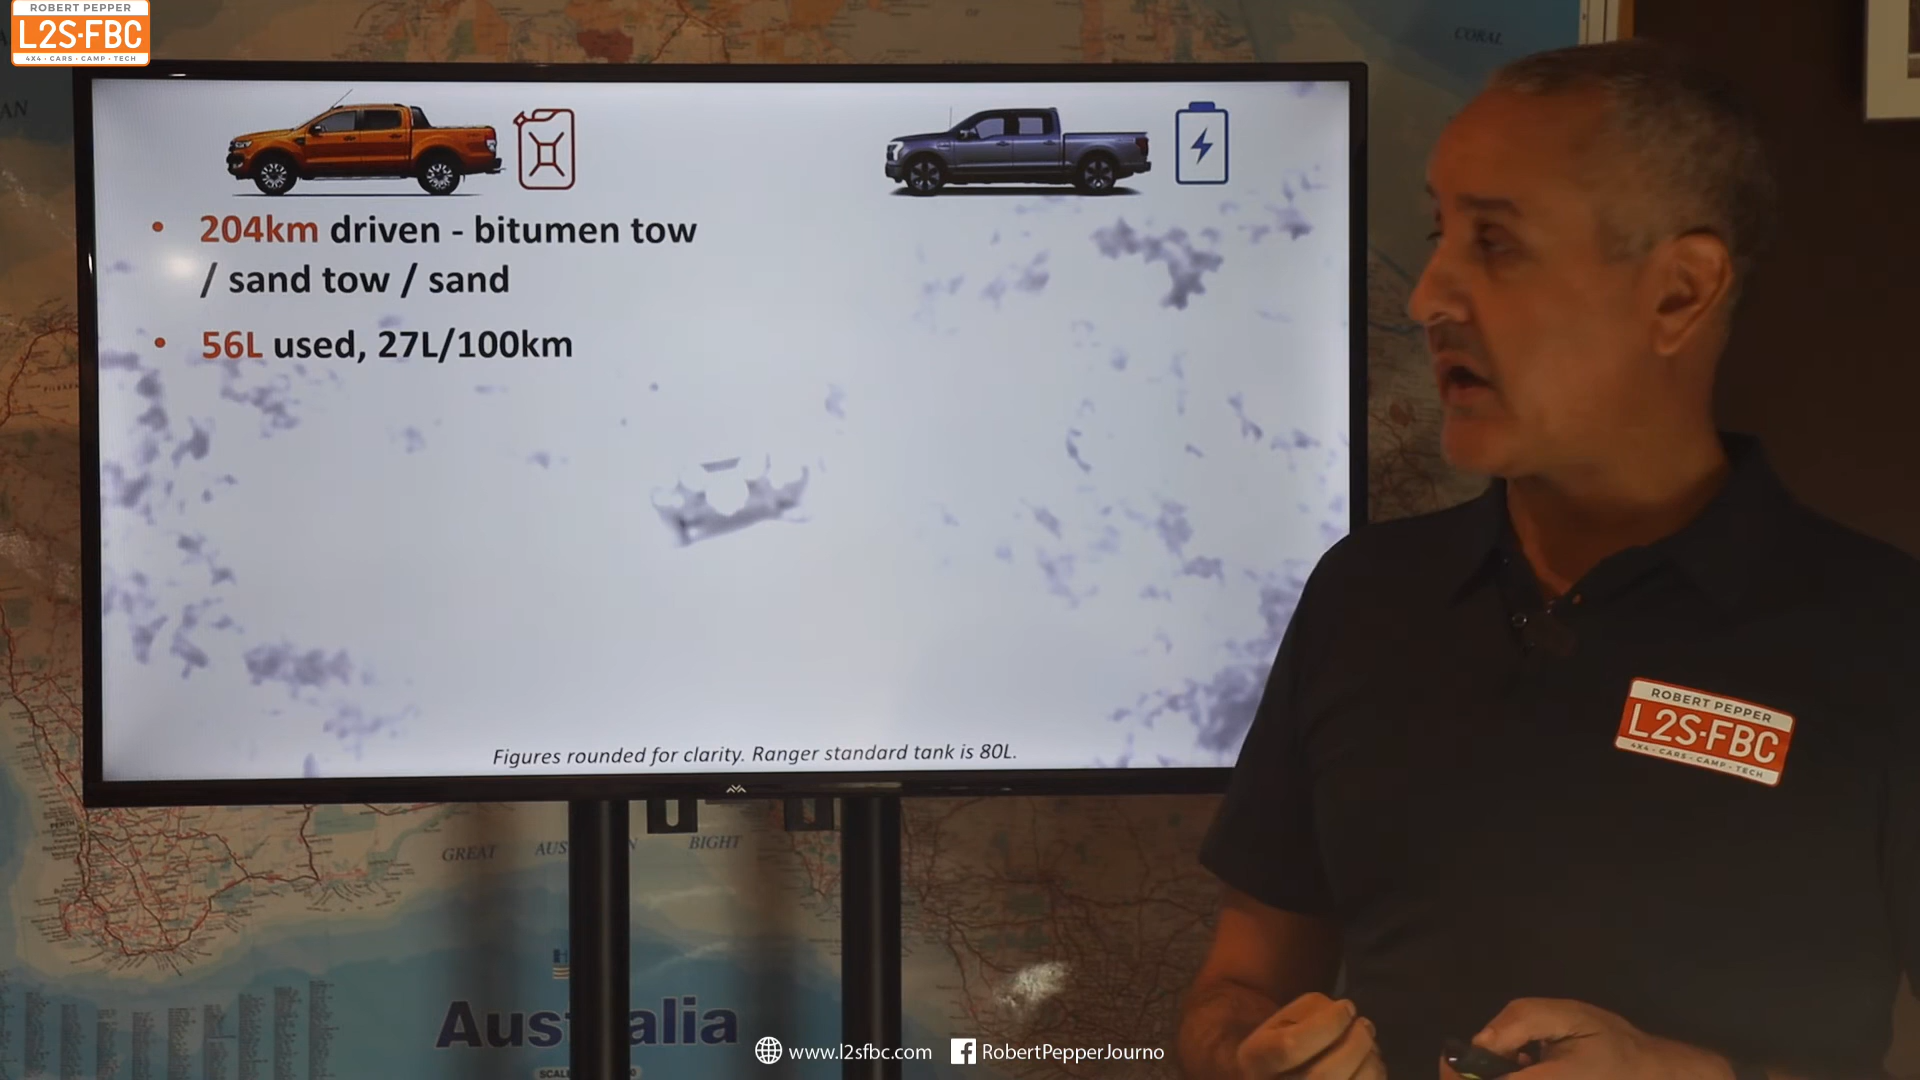 ROBERT PEPPER
L2S·FBC
4X4 · CARS · CAMP · TECH
CORAL
204km driven - bitumen tow
/ sand tow / sand
56L used, 27L/100km
Figures rounded for clarity. Ranger standard tank is 80L.
ROBERT PEPPER
L2S·FBC
4X4 · CARS · CAMP · TECH
PERTH
GREAT
BIGHT
Australia
www.l2sfbc.com
RobertPepperJourno